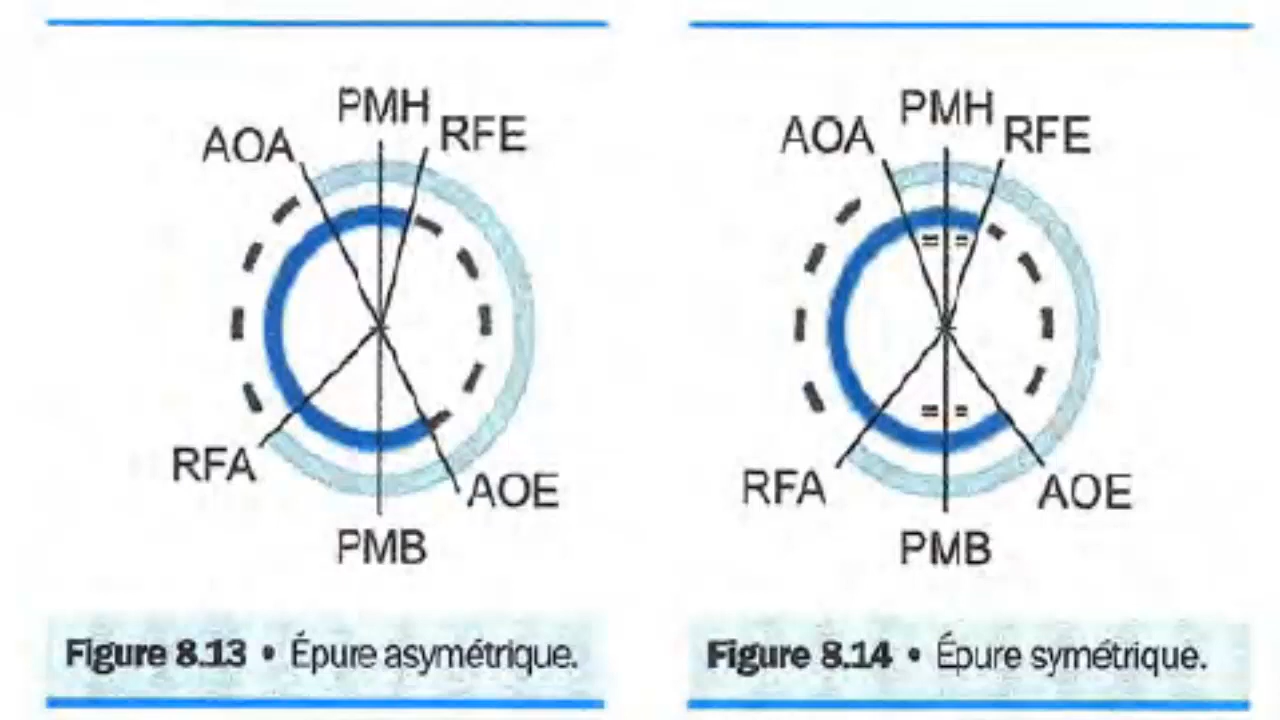 PMH
AOA
RFE
RFA
AOE
PMB
Figure 8.13 • Épure asymétrique.
PMH
AOA
RFE
= =
= =
RFA
AOE
PMB
Figure 8.14 • Épure symétrique.